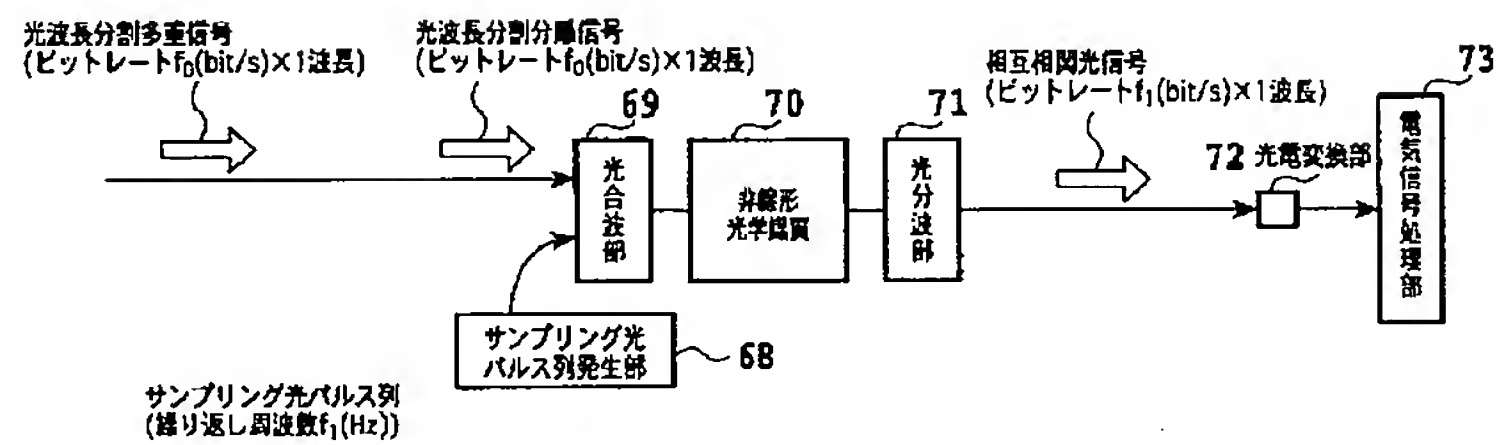 光波長分割多重信号
(ビットレートf₀(bit/s)×1波長)
光波長分割分離信号
(ビットレートf₀(bit/s)×1波長)
相互相関光信号
(ビットレートf₁(bit/s)×1波長)
69
光合波部
70
非線形
光学媒質
71
光分波部
72 光電変換部
73
電気信号処理部
サンプリング光
パルス列発生部
68
サンプリング光パルス列
(繰り返し周波数f₁(Hz))